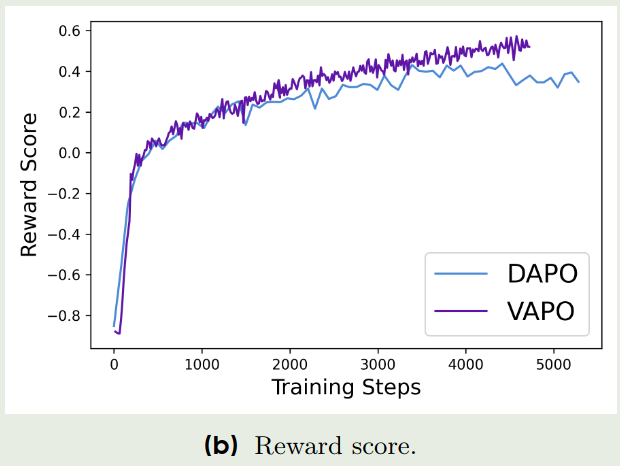 0.6
0.4
0.2
0.0
−0.2
−0.4
−0.6
−0.8
Reward Score
DAPO
VAPO
0 1000 2000 3000 4000 5000
Training Steps
(b) Reward score.